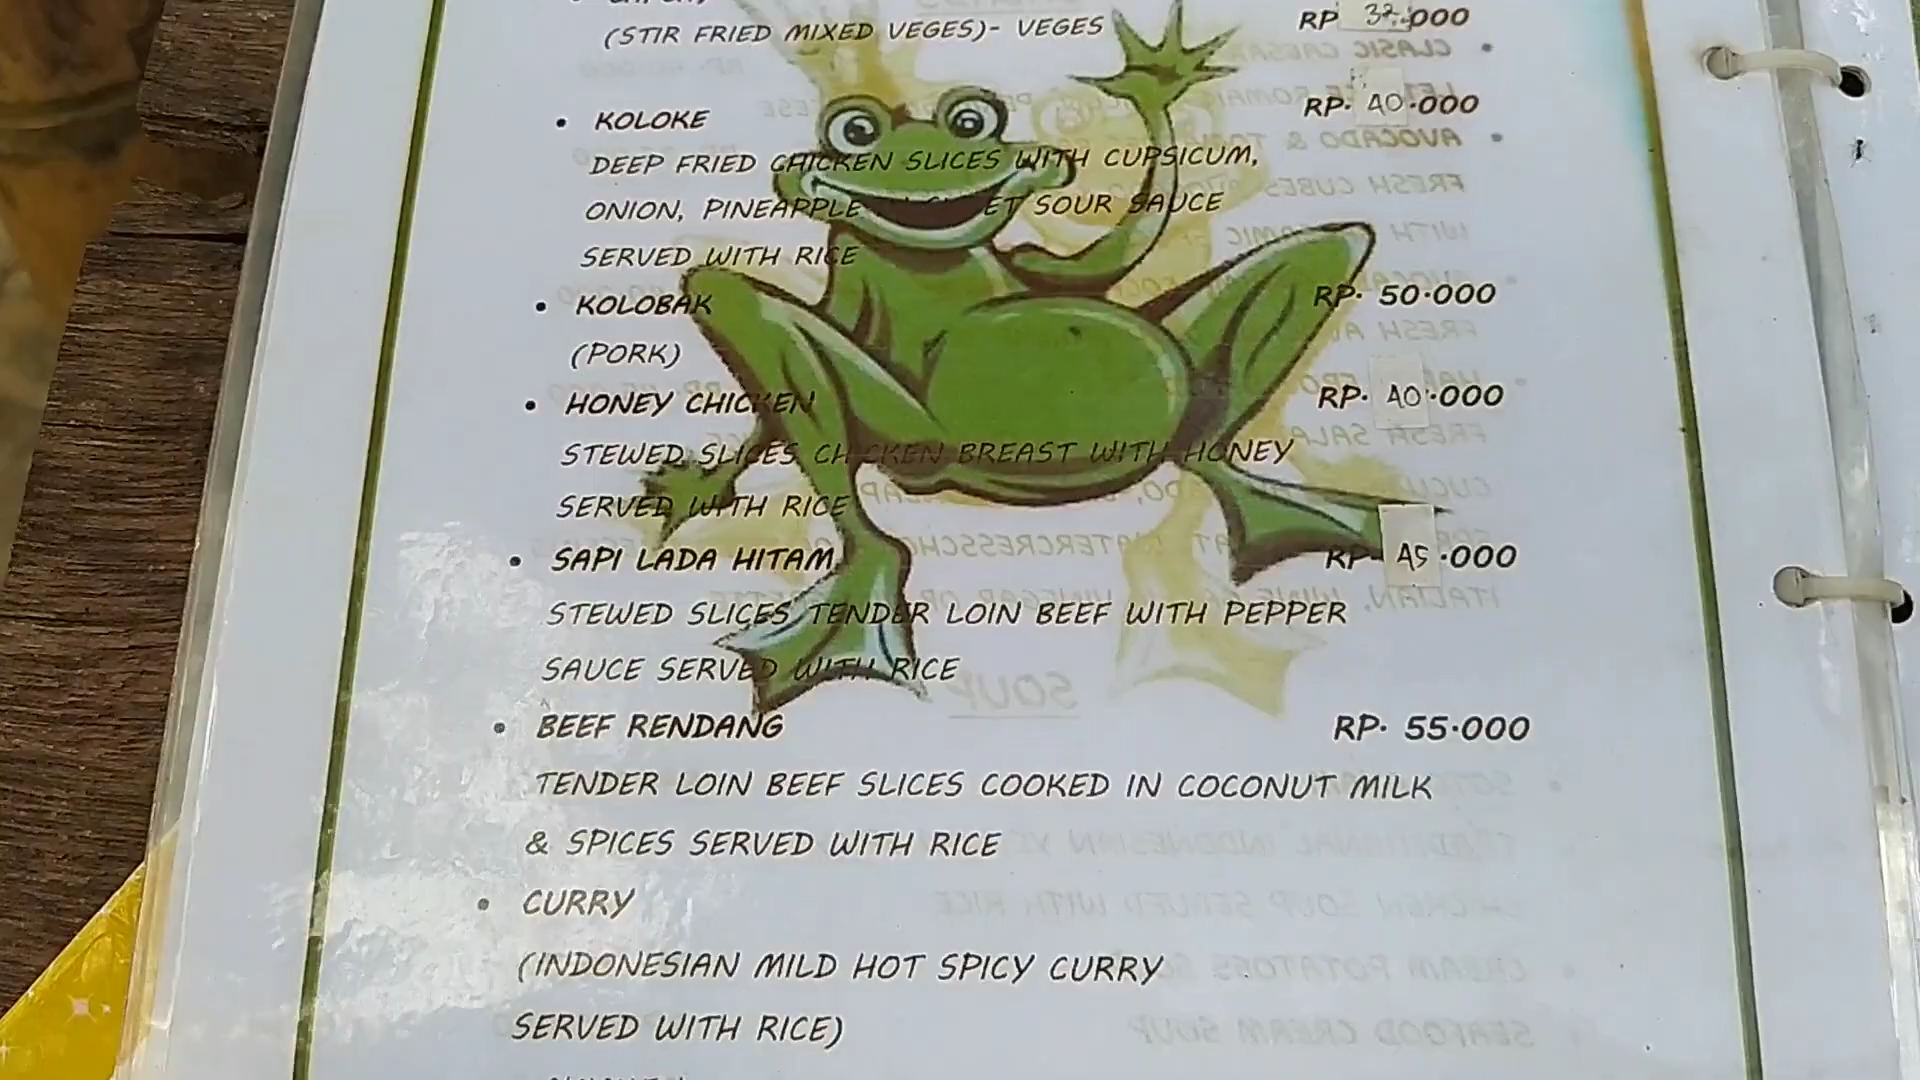 (STIR FRIED MIXED VEGES)- VEGES RP 32.000
• KOLOKE RP. 40.000
DEEP FRIED CHICKEN SLICES WITH CUPSICUM,
ONION, PINEAPPLE SOUR SAUCE
SERVED WITH RICE
• KOLOBAK RP. 50.000
(PORK)
• HONEY CHICKEN RP. 40.000
STEWED SLICES CHICKEN BREAST WITH HONEY
SERVED WITH RICE
• SAPI LADA HITAM RP. 45.000
STEWED SLICES TENDER LOIN BEEF WITH PEPPER
SAUCE SERVED WITH RICE
• BEEF RENDANG RP. 55.000
TENDER LOIN BEEF SLICES COOKED IN COCONUT MILK
& SPICES SERVED WITH RICE
• CURRY
(INDONESIAN MILD HOT SPICY CURRY
SERVED WITH RICE)